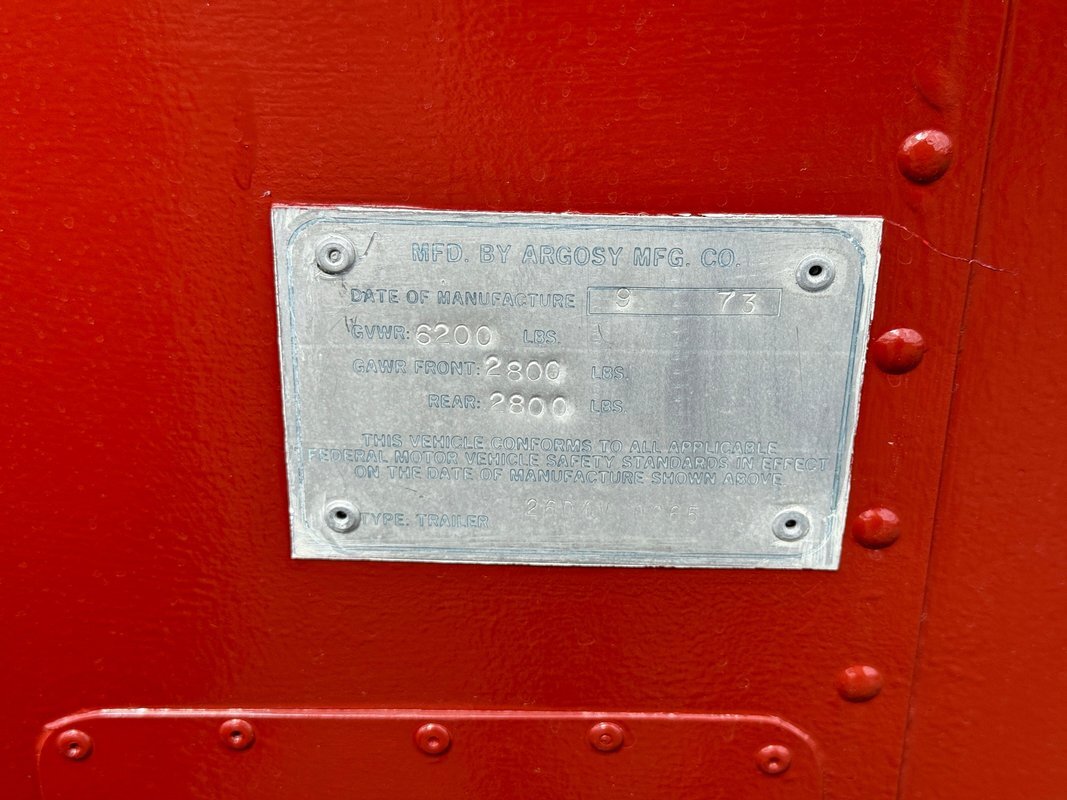 MFD. BY ARGOSY MFG. CO.
DATE OF MANUFACTURE 9 73
GVWR: 6200 LBS.
GAWR FRONT: 2800 LBS.
REAR: 2800 LBS.
THIS VEHICLE CONFORMS TO ALL APPLICABLE
FEDERAL MOTOR VEHICLE SAFETY STANDARDS IN EFFECT
ON THE DATE OF MANUFACTURE SHOWN ABOVE
TYPE: TRAILER